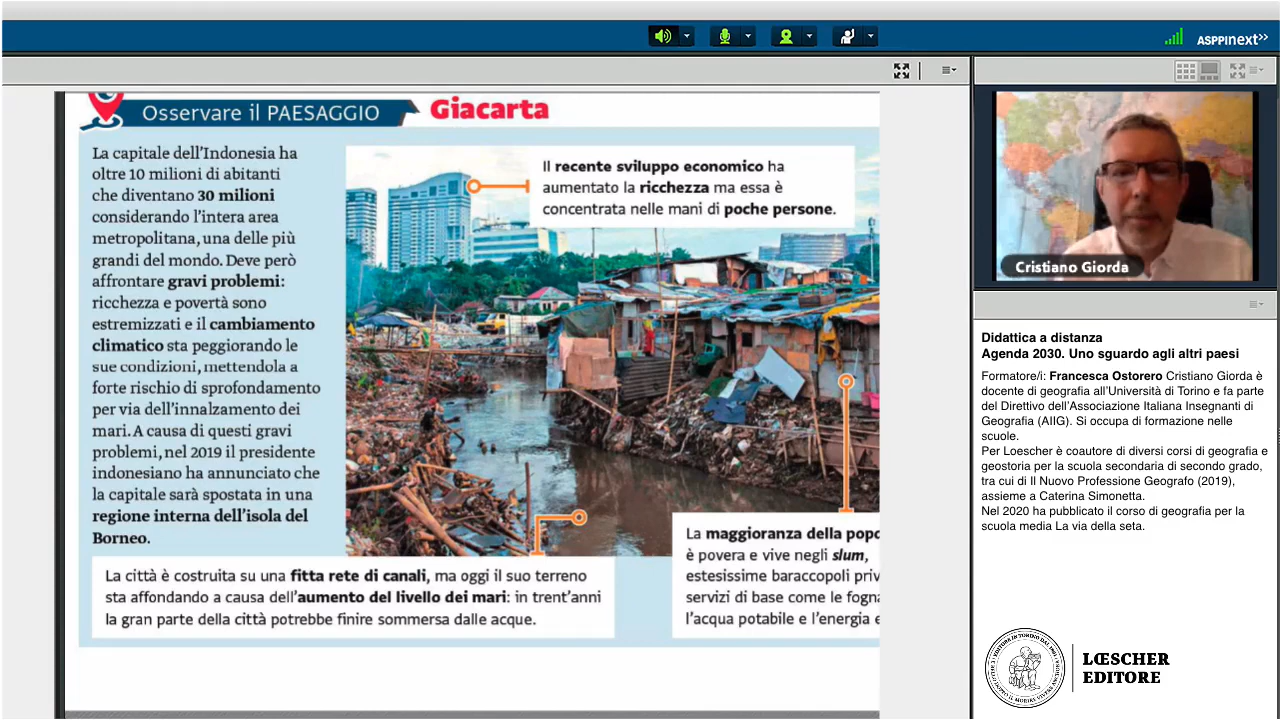 ASPPInext>>
Osservare il PAESAGGIO
Giacarta
La capitale dell'Indonesia ha
oltre 10 milioni di abitanti
che diventano 30 milioni
considerando l'intera area
metropolitana, una delle più
grandi del mondo. Deve però
affrontare gravi problemi:
ricchezza e povertà sono
estremizzati e il cambiamento
climatico sta peggiorando le
sue condizioni, mettendola a
forte rischio di sprofondamento
per via dell'innalzamento dei
mari. A causa di questi gravi
problemi, nel 2019 il presidente
indonesiano ha annunciato che
la capitale sarà spostata in una
regione interna dell'isola del
Borneo.
Il recente sviluppo economico ha
aumentato la ricchezza ma essa è
concentrata nelle mani di poche persone.
La città è costruita su una fitta rete di canali, ma oggi il suo terreno
sta affondando a causa dell'aumento del livello dei mari: in trent'anni
la gran parte della città potrebbe finire sommersa dalle acque.
La maggioranza della popo
è povera e vive negli slum,
estesissime baraccopoli priv
servizi di base come le fogna
l'acqua potabile e l'energia e
Cristiano Giorda
Didattica a distanza
Agenda 2030. Uno sguardo agli altri paesi
Formatore/i: Francesca Ostorero Cristiano Giorda è
docente di geografia all'Università di Torino e fa parte
del Direttivo dell'Associazione Italiana Insegnanti di
Geografia (AIIG). Si occupa di formazione nelle
scuole.
Per Loescher è coautore di diversi corsi di geografia e
geostoria per la scuola secondaria di secondo grado,
tra cui di Il Nuovo Professione Geografo (2019),
assieme a Caterina Simonetta.
Nel 2020 ha pubblicato il corso di geografia per la
scuola media La via della seta.
LŒSCHER
EDITORE